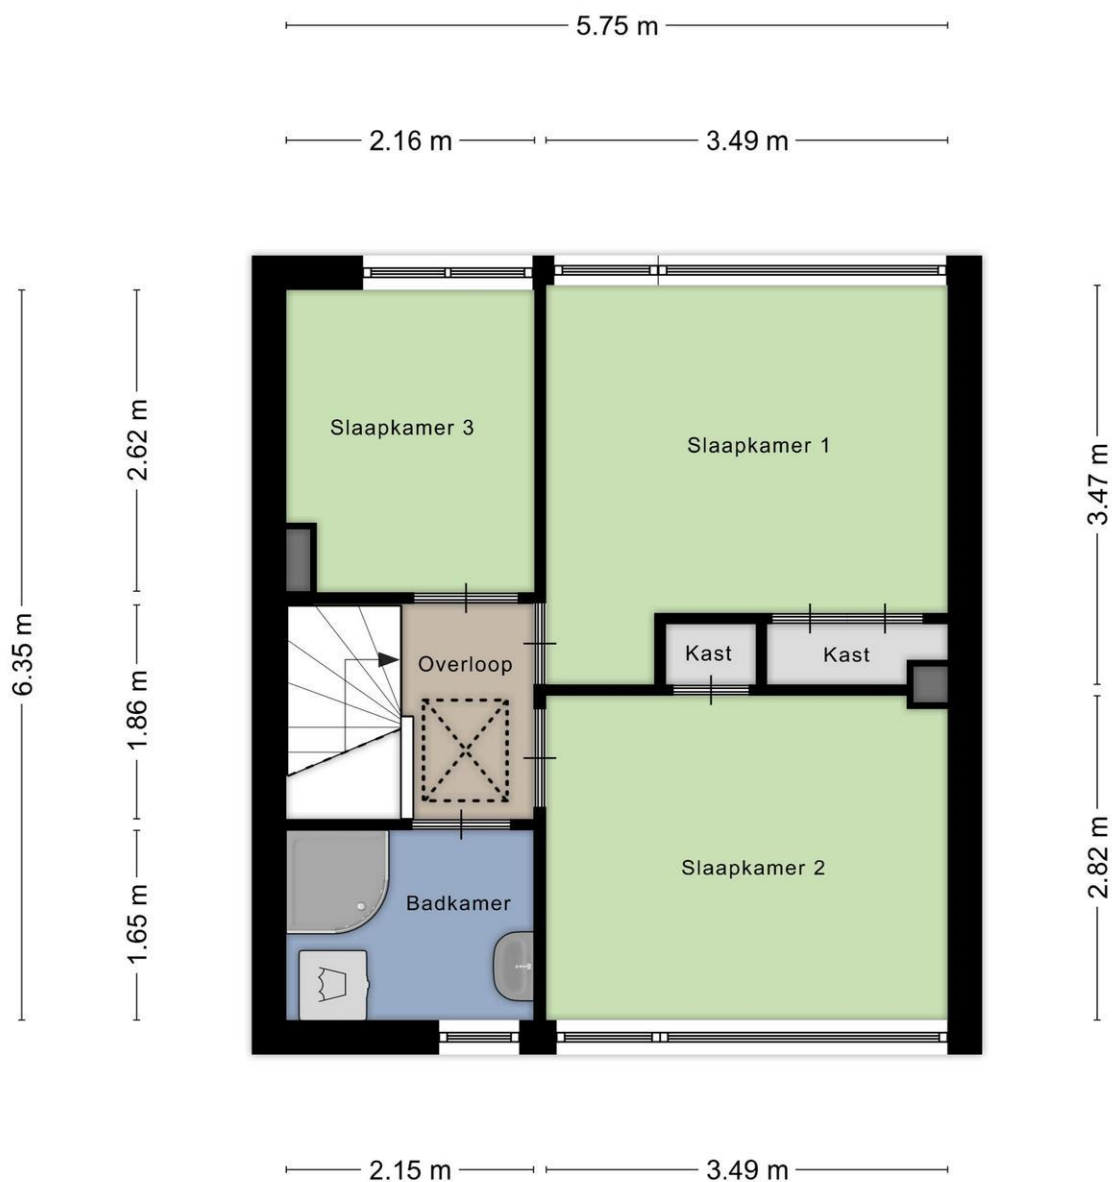 5.75 m
2.16 m
3.49 m
Slaapkamer 3
Slaapkamer 1
2.62 m
3.47 m
6.35 m
Overloop
Kast
Kast
1.86 m
Slaapkamer 2
2.82 m
Badkamer
1.65 m
2.15 m
3.49 m